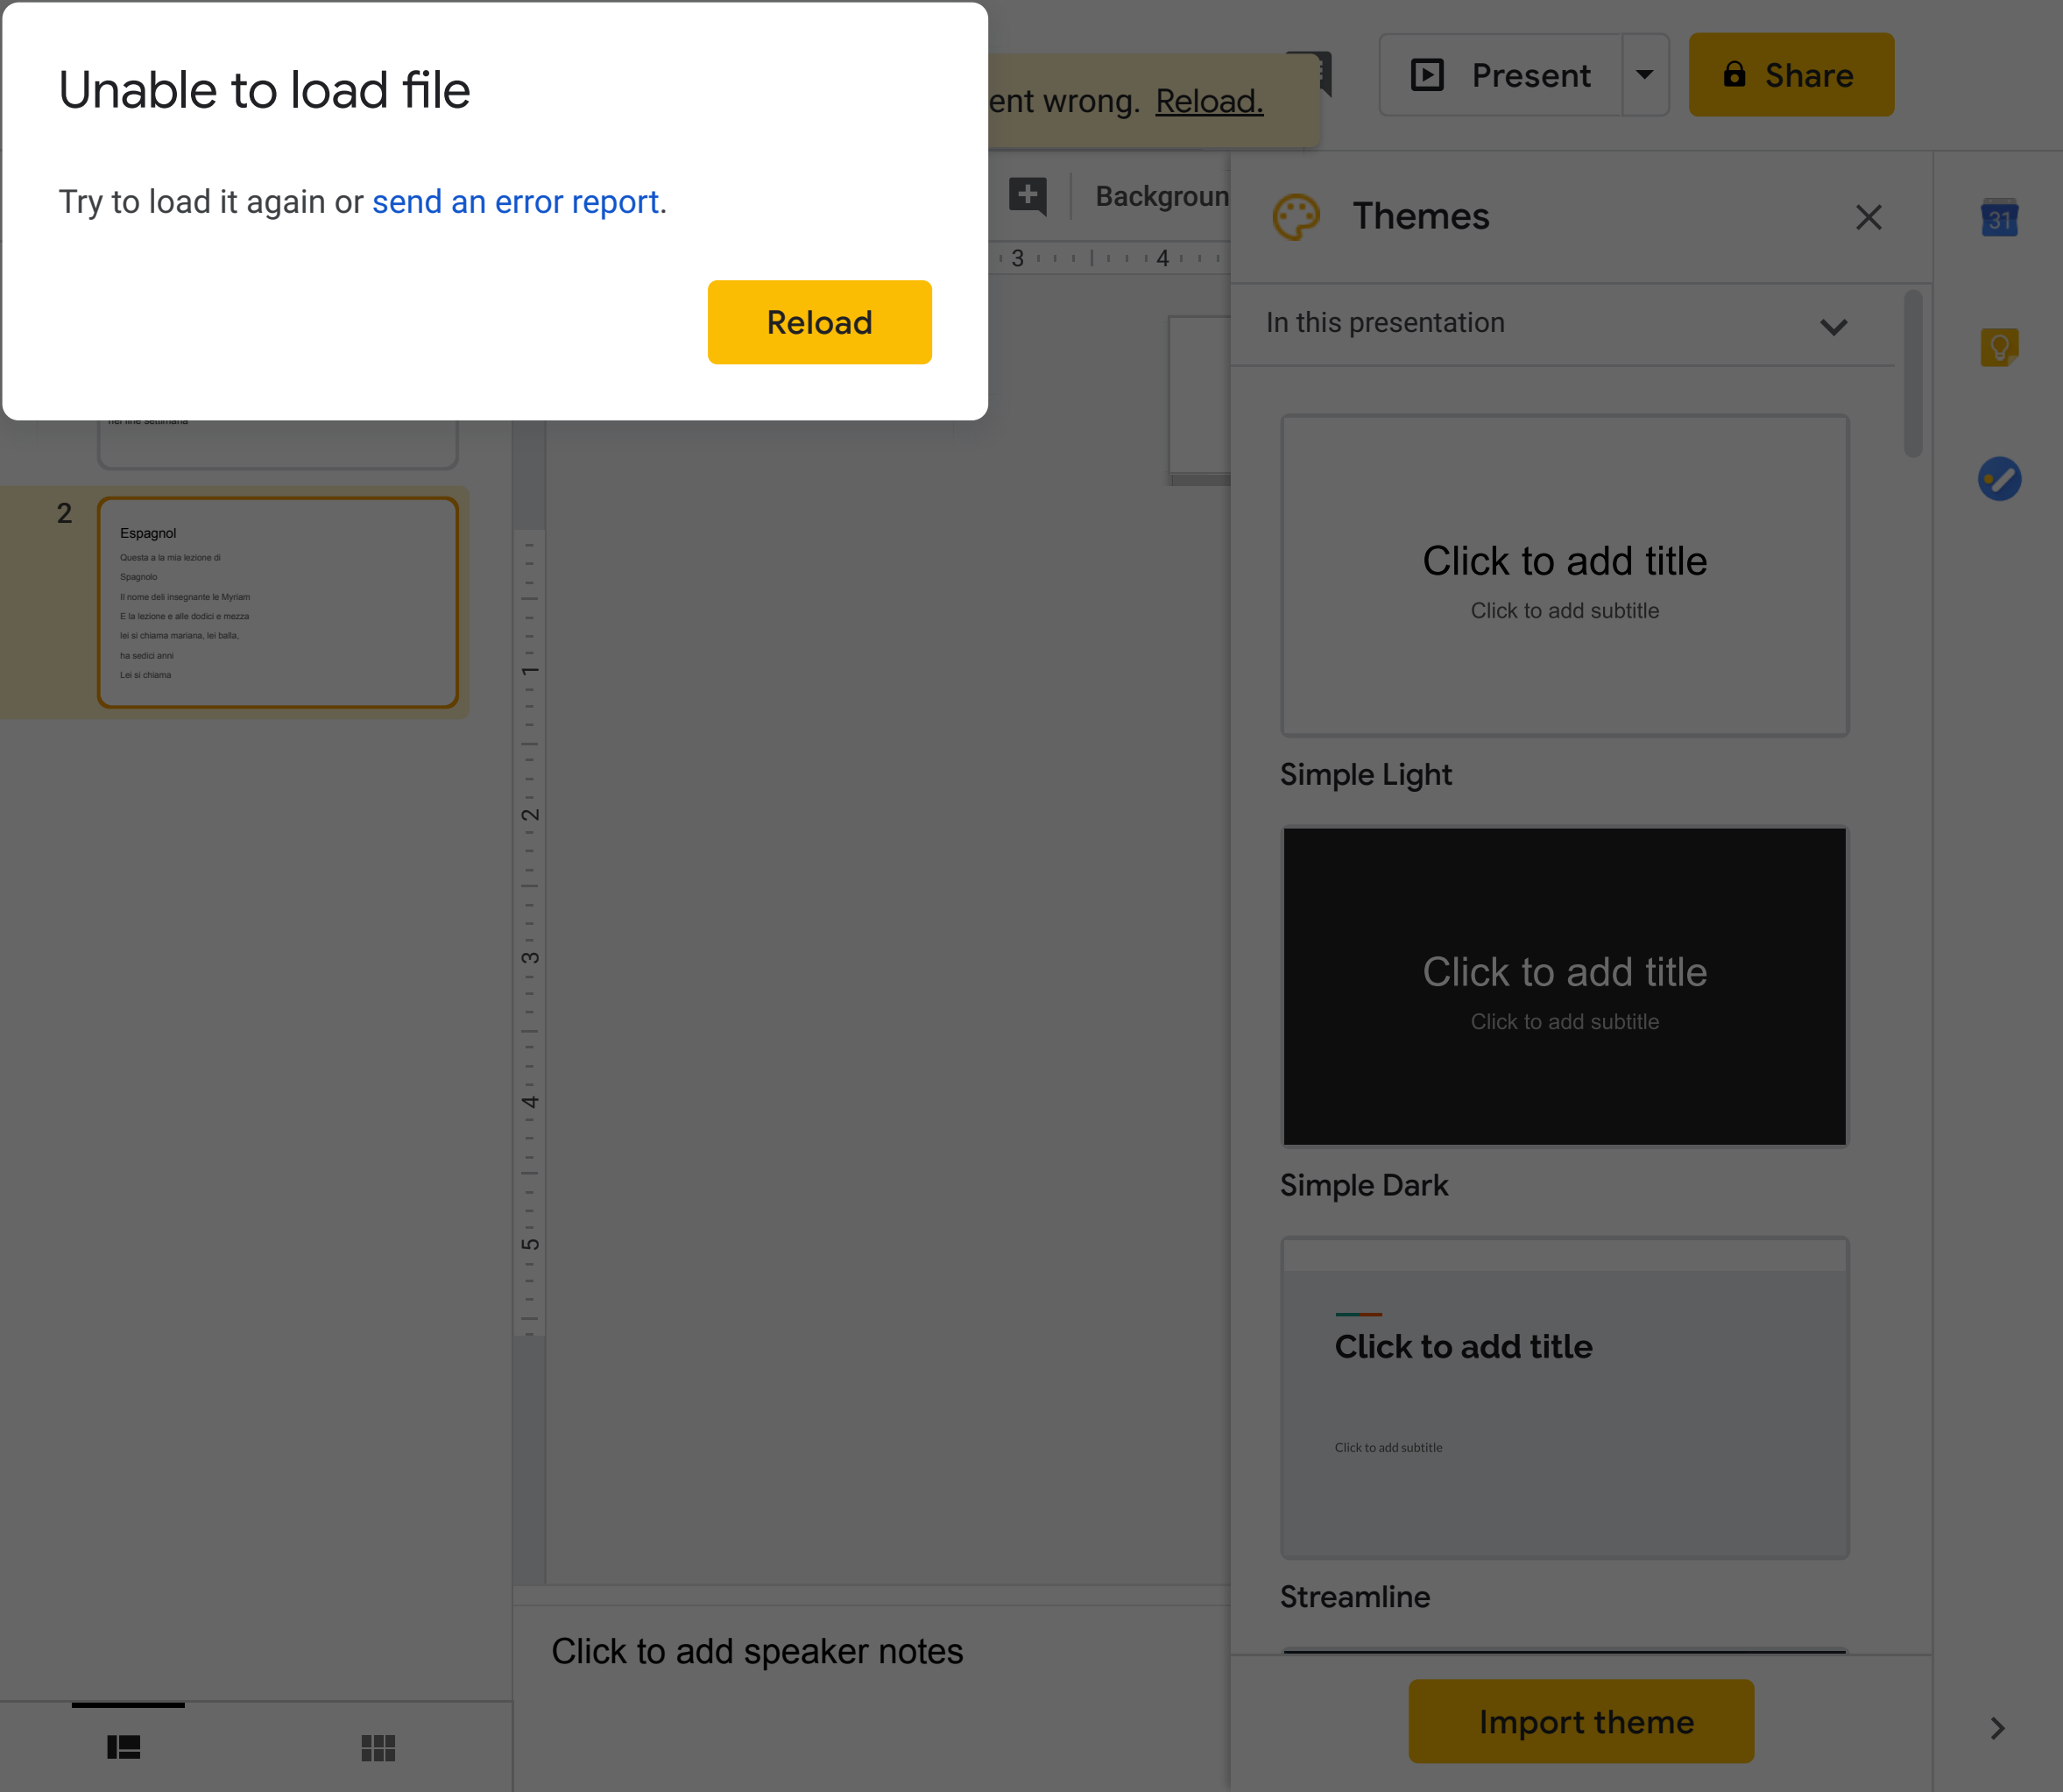 Unable to load file
Try to load it again or send an error report.
Reload
ent wrong. Reload.
Present
Share
Backgroun
3 4
Themes
31
In this presentation
nel fine settimana
2
Espagnol
Questa a la mia lezione di
Spagnolo
Il nome deli insegnante le Myriam
E la lezione e alle dodici e mezza
lei si chiama mariana, lei balla,
ha sedici anni
Lei si chiama
1
2
3
4
5
Click to add title
Click to add subtitle
Simple Light
Click to add title
Click to add subtitle
Simple Dark
Click to add title
Click to add subtitle
Streamline
Click to add speaker notes
Import theme